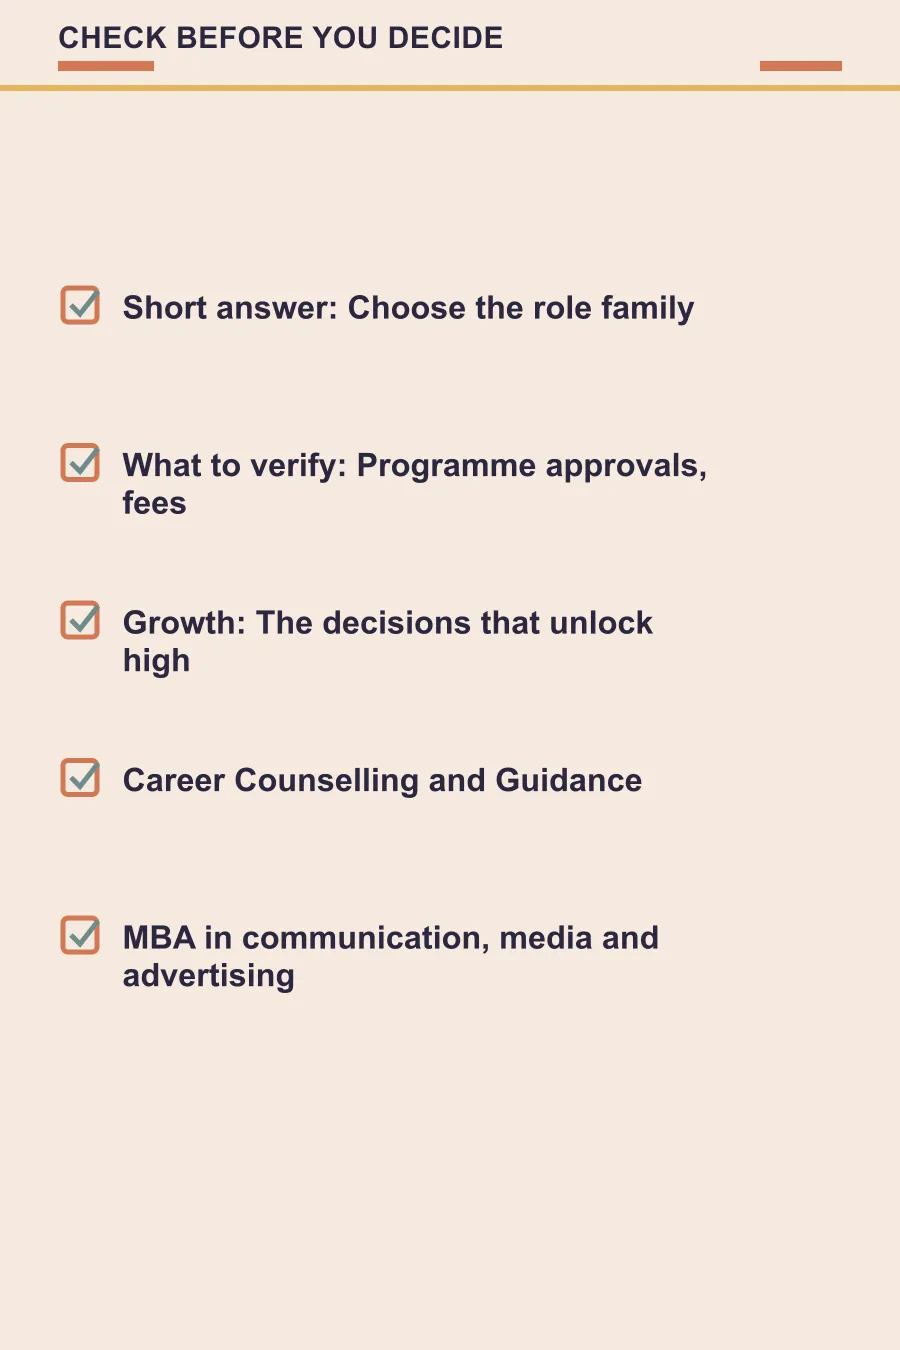 CHECK BEFORE YOU DECIDE
Short answer: Choose the role family
What to verify: Programme approvals,
fees
Growth: The decisions that unlock
high
Career Counselling and Guidance
MBA in communication, media and
advertising